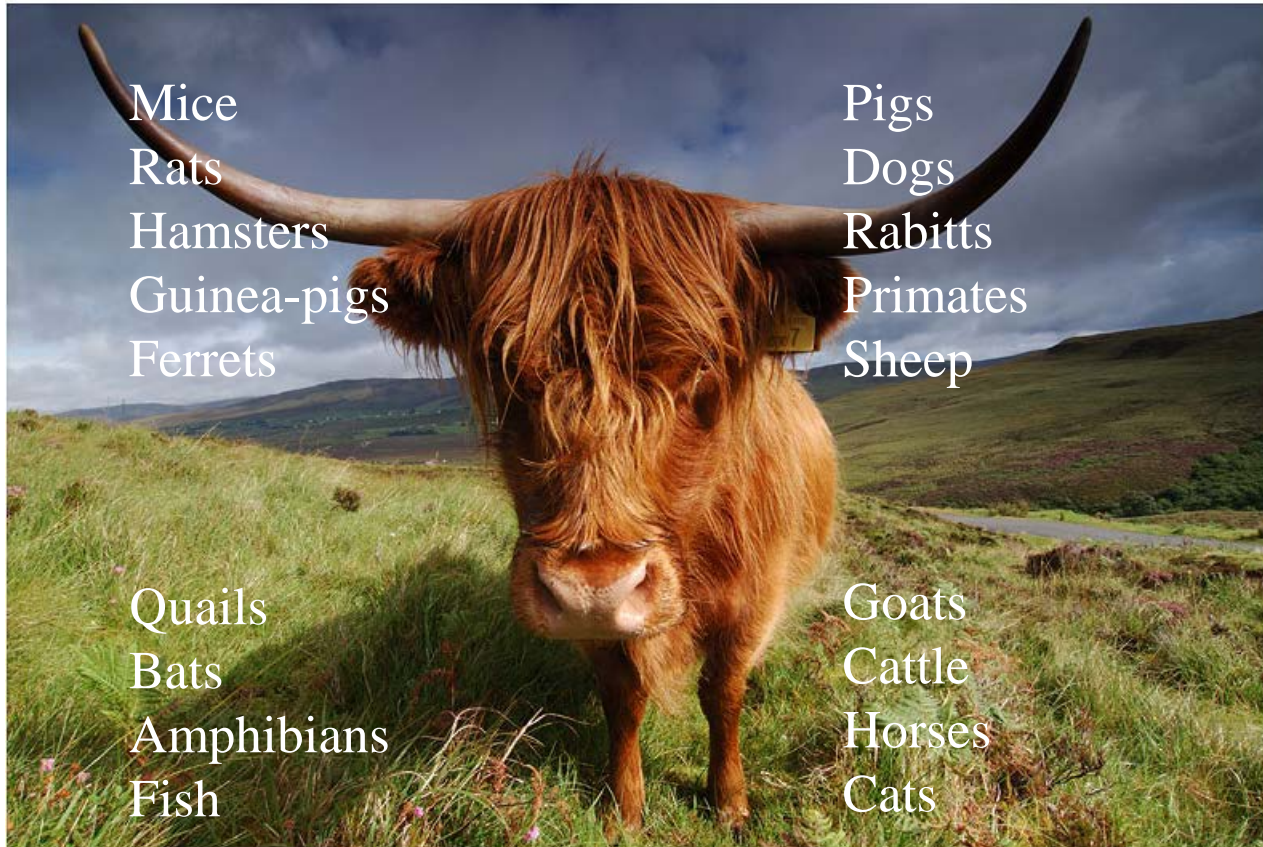 Mice
Rats
Hamsters
Guinea-pigs
Ferrets
Quails
Bats
Amphibians
Fish
Pigs
Dogs
Rabitts
Primates
Sheep
Goats
Cattle
Horses
Cats